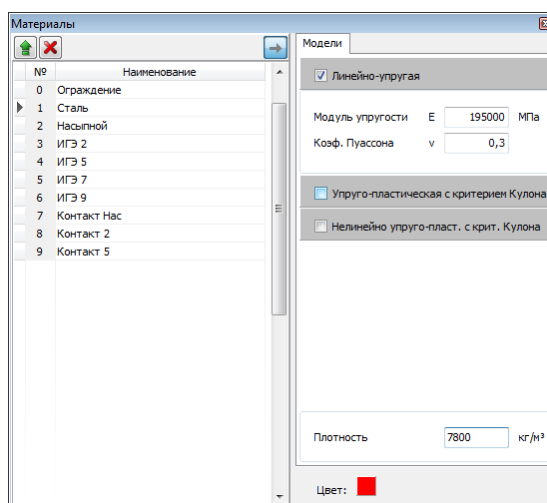 Материалы
№ Наименование
0 Ограждение
1 Сталь
2 Насыпной
3 ИГЭ 2
4 ИГЭ 5
5 ИГЭ 7
6 ИГЭ 9
7 Контакт Нас
8 Контакт 2
9 Контакт 5
Модели
Линейно-упругая
Модуль упругости E 195000 МПа
Коэф. Пуассона ν 0,3
Упруго-пластическая с критерием Кулона
Нелинейно упруго-пласт. с крит. Кулона
Плотность 7800 кг/м³
Цвет: